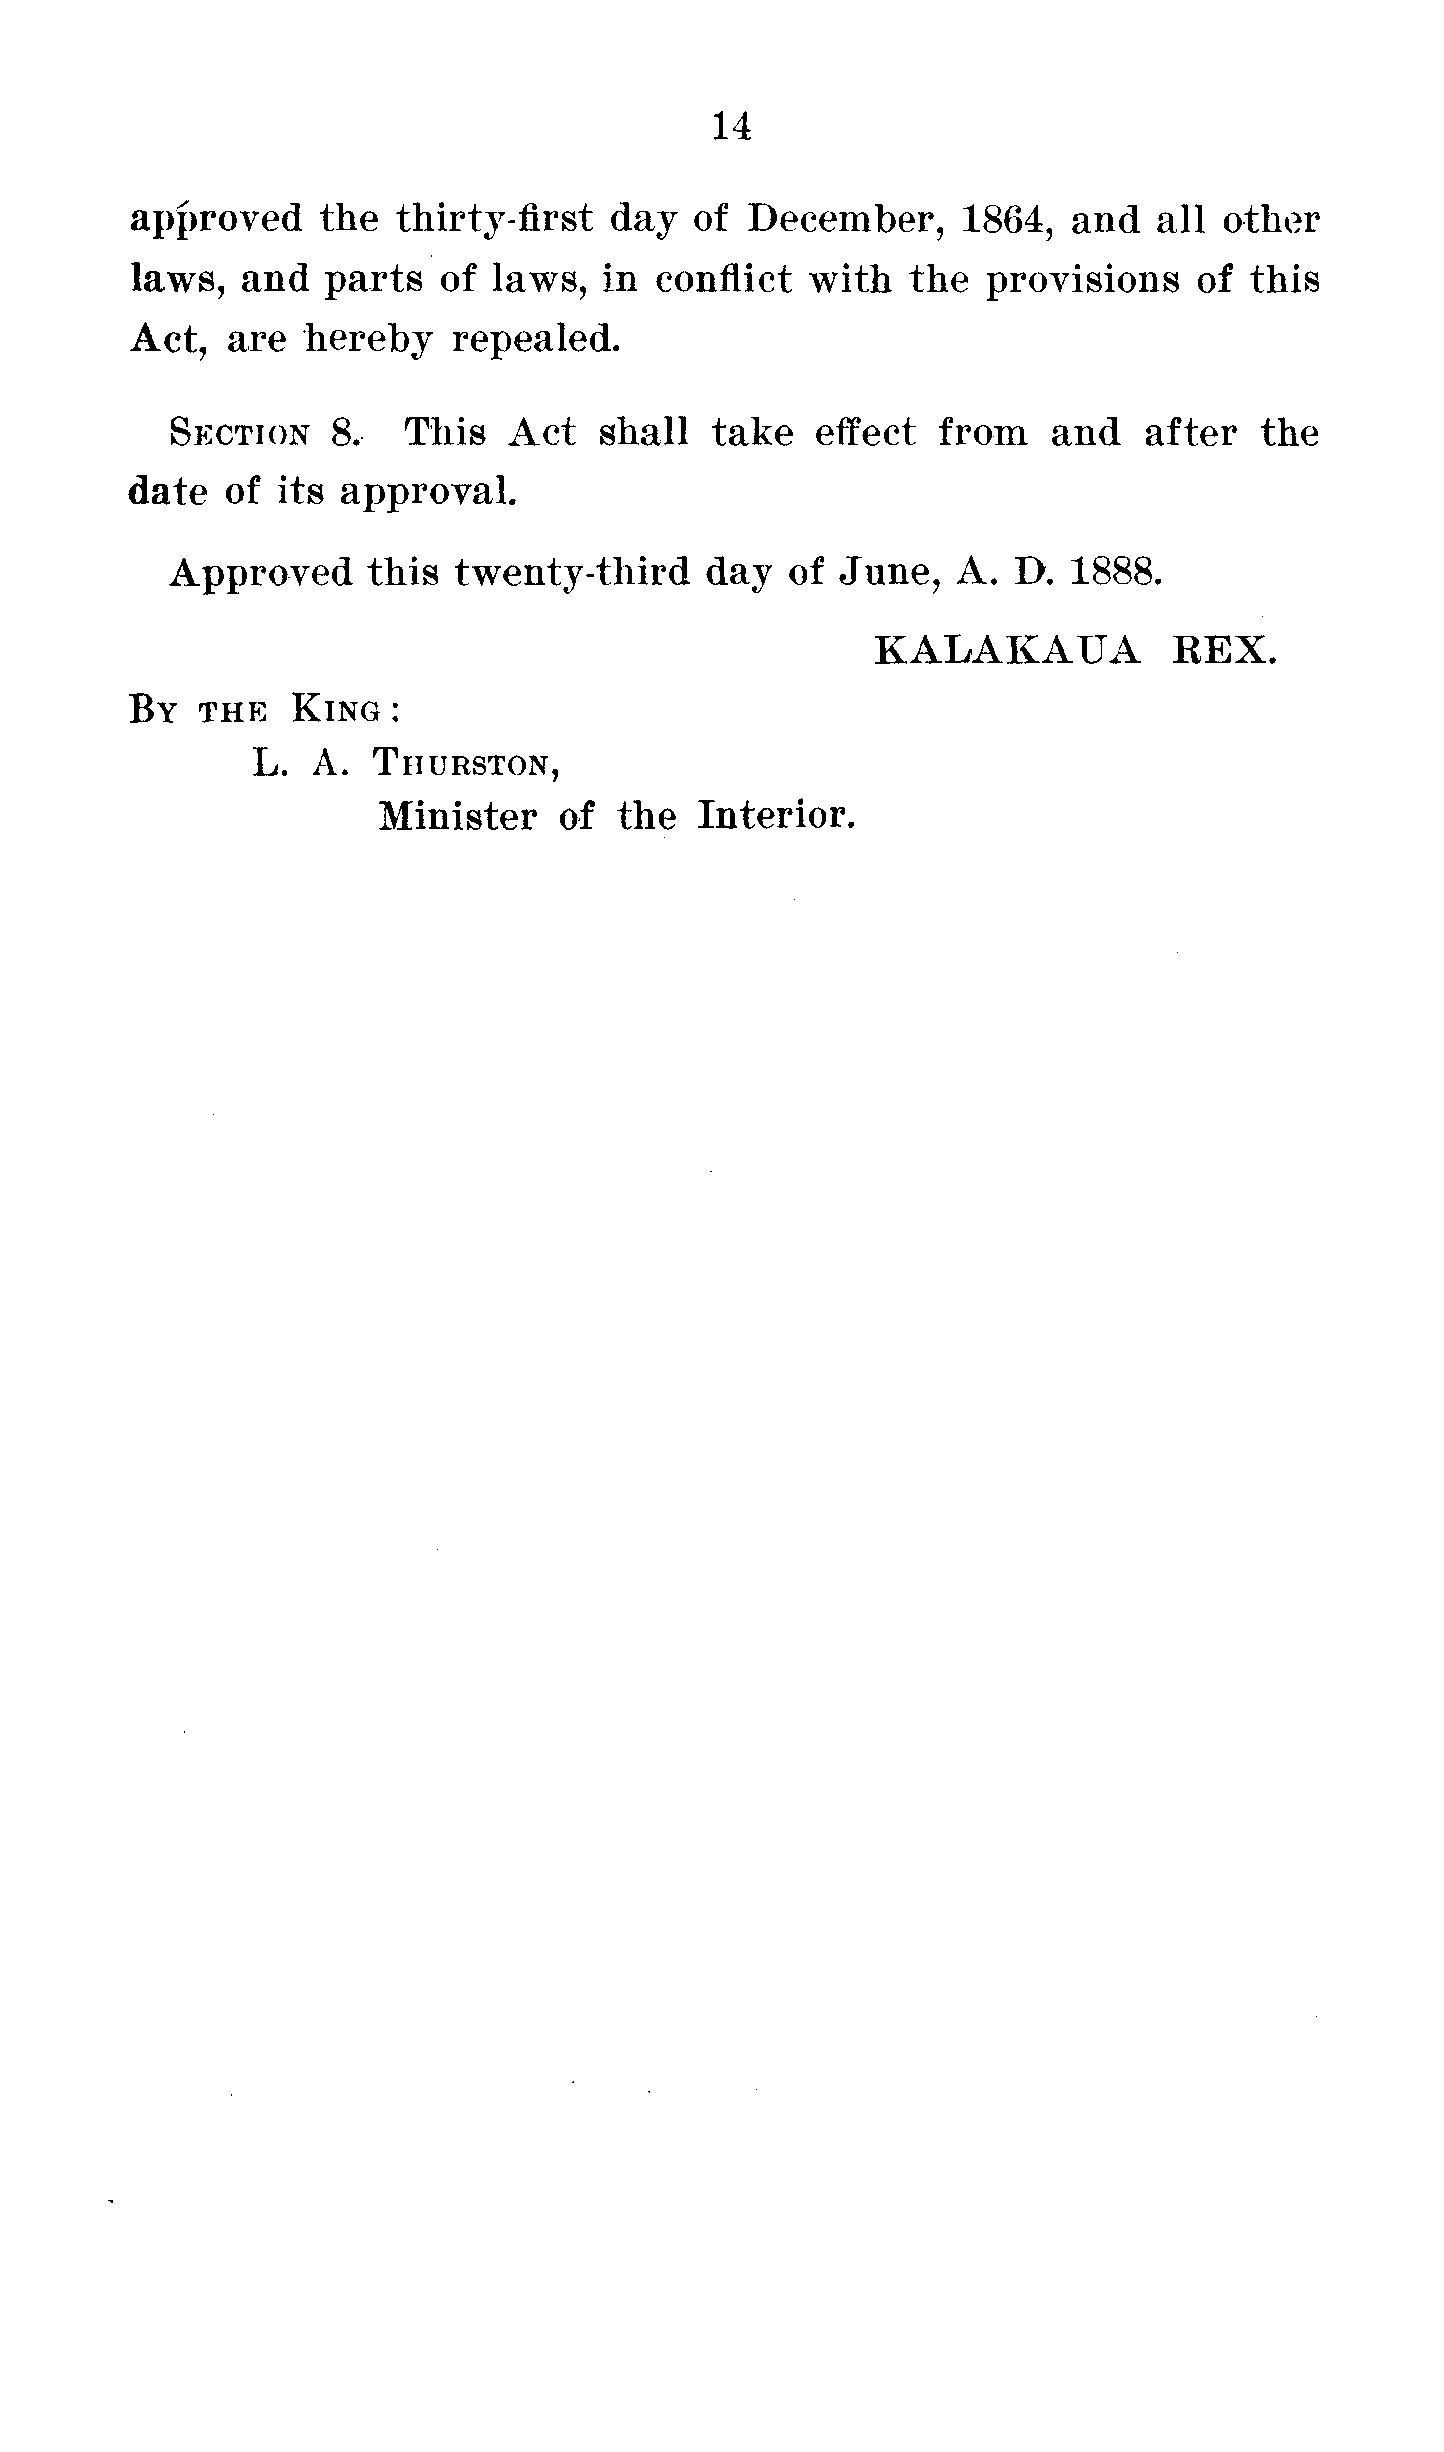 14
approved the thirty-first day of December, 1864, and all other
laws, and parts of laws, in conflict with the provisions of this
Act, are hereby repealed.
SECTION 8. This Act shall take effect from and after the
date of its approval.
Approved this twenty-third day of June, A. D. 1888.
KALAKAUA REX.
BY THE KING:
L. A. THURSTON,
Minister of the Interior.